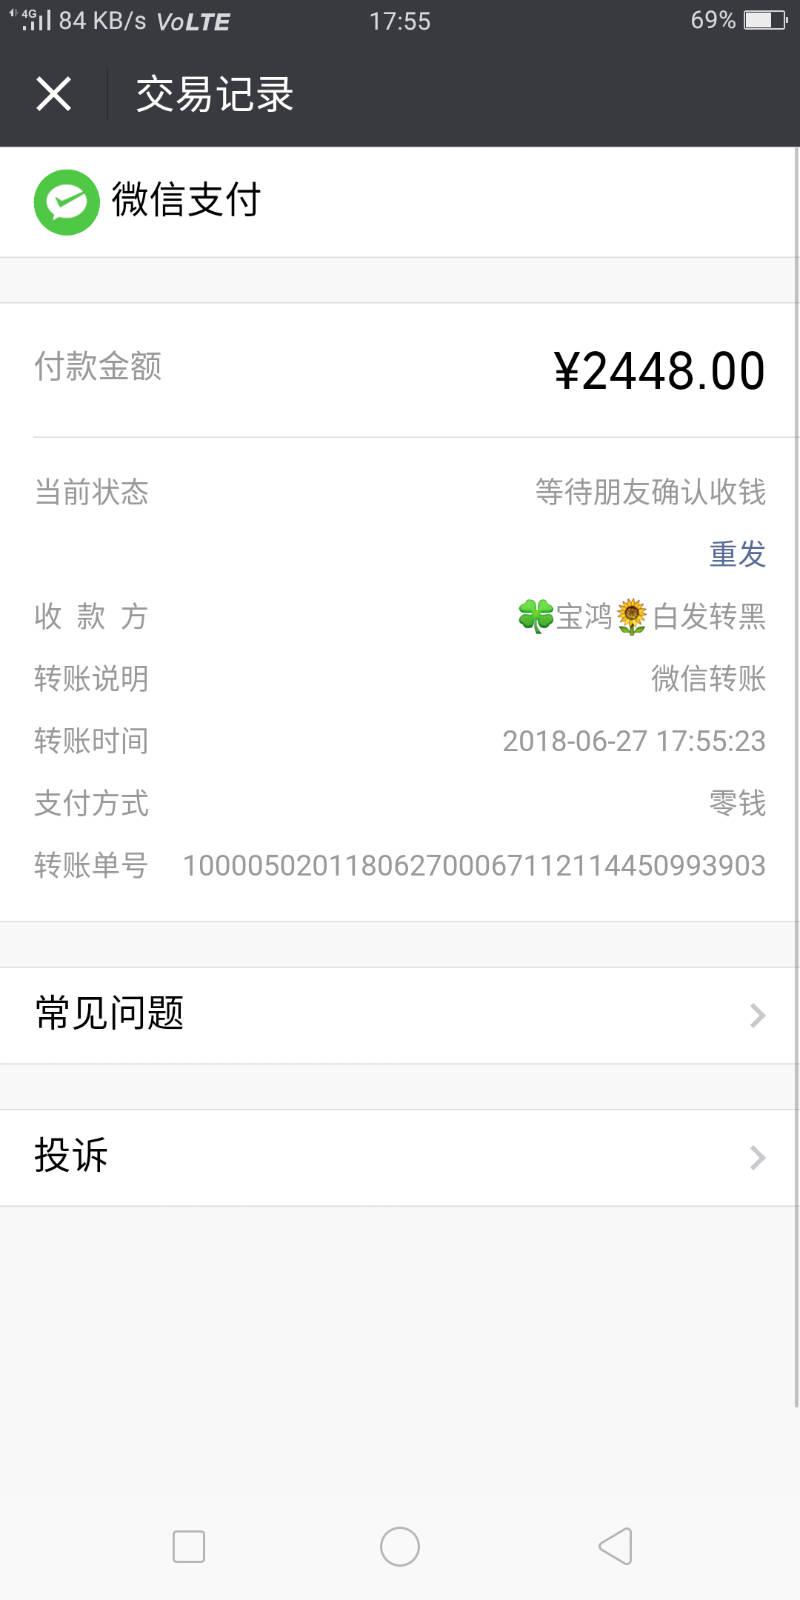 4G 84 KB/s VoLTE 17:55 69%
交易记录
微信支付
付款金额 ¥2448.00
当前状态 等待朋友确认收钱
重发
收款方 🍀宝鸿🌻白发转黑
转账说明 微信转账
转账时间 2018-06-27 17:55:23
支付方式 零钱
转账单号 100005020118062700067112114450993903
常见问题
投诉